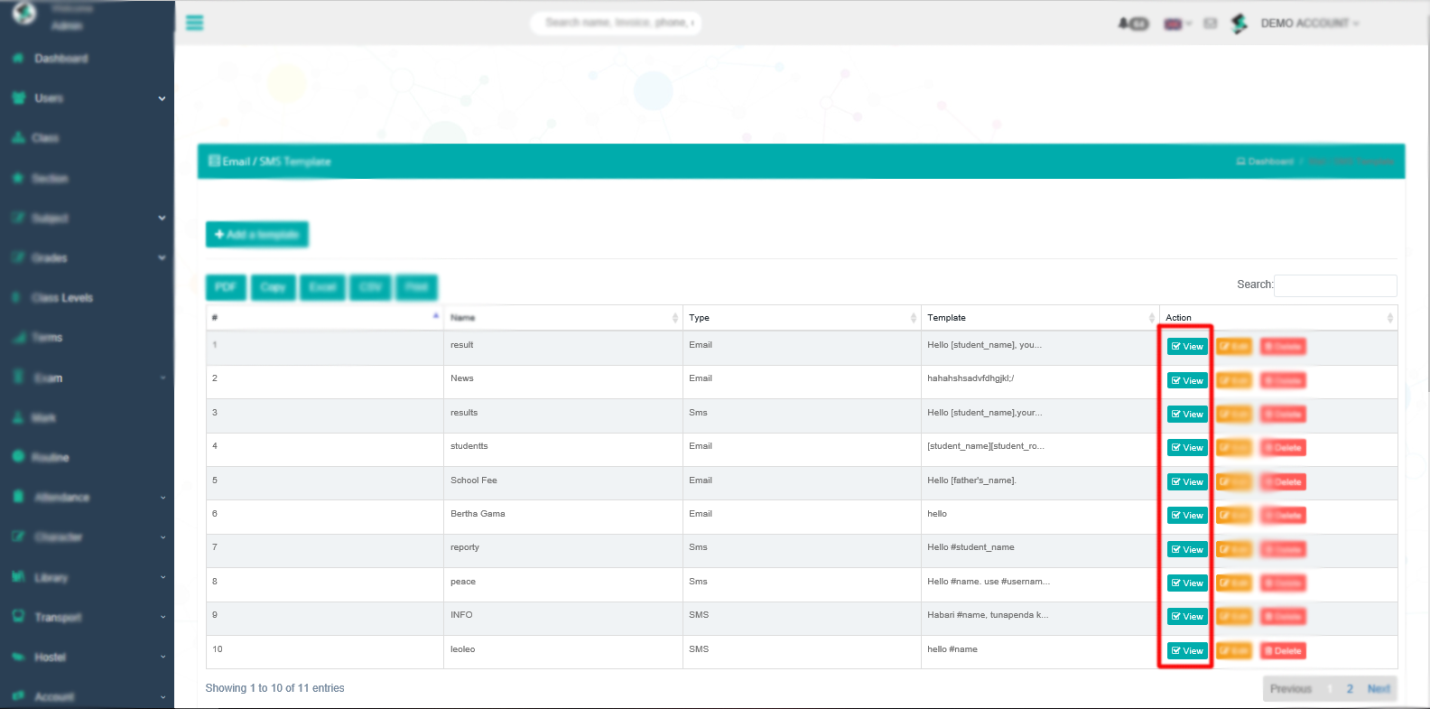 Welcome
Admin
Search name, Invoice, phone,
64
DEMO ACCOUNT
Dashboard
Users
Class
Section
Subject
Grades
Class Levels
Terms
Exam
Mark
Routine
Attendance
Character
Library
Transport
Hostel
Account
Email / SMS Template
Dashboard /
Add a template
PDF Copy Excel CSV Print
Search:
# Name Type Template Action
1 result Email Hello [student_name], you... View Edit Delete
2 News Email hahahshsadvfdhgjkl;/ View Edit Delete
3 results Sms Hello [student_name],your... View Edit Delete
4 studentts Email [student_name][student_ro... View Edit Delete
5 School Fee Email Hello [father's_name]. View Edit Delete
6 Bertha Gama Email hello View Edit Delete
7 reporty Sms Hello #student_name View Edit Delete
8 peace Sms Hello #name. use #usernam... View Edit Delete
9 INFO SMS Habari #name, tunapenda k... View Edit Delete
10 leoleo SMS hello #name View Edit Delete
Showing 1 to 10 of 11 entries
Previous 1 2 Next